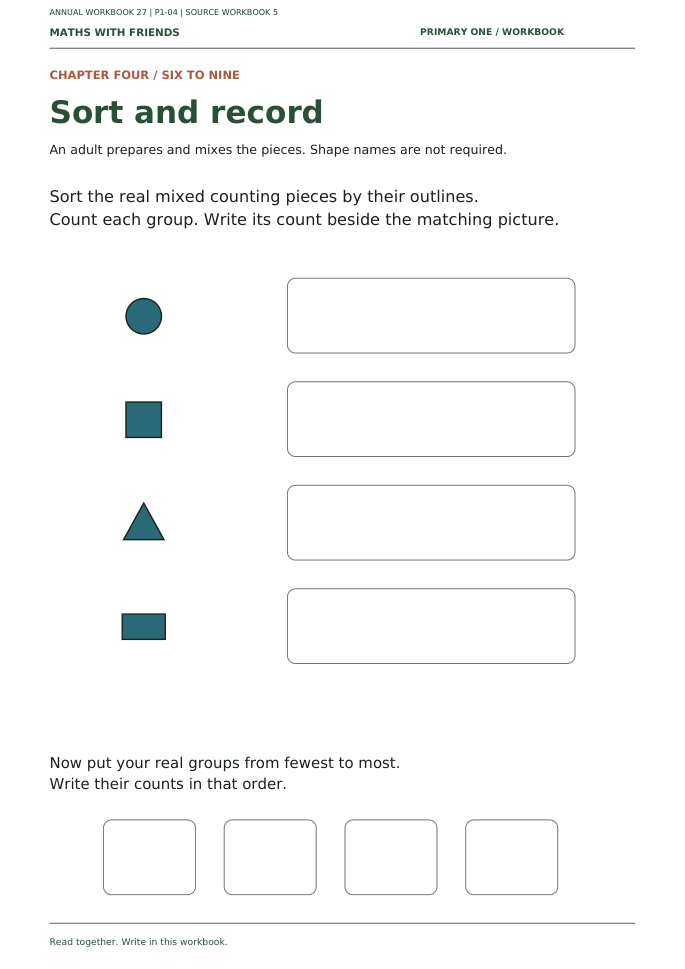 ANNUAL WORKBOOK 27 | P1-04 | SOURCE WORKBOOK 5
MATHS WITH FRIENDS
PRIMARY ONE / WORKBOOK
CHAPTER FOUR / SIX TO NINE
Sort and record
An adult prepares and mixes the pieces. Shape names are not required.
Sort the real mixed counting pieces by their outlines.
Count each group. Write its count beside the matching picture.
Now put your real groups from fewest to most.
Write their counts in that order.
Read together. Write in this workbook.